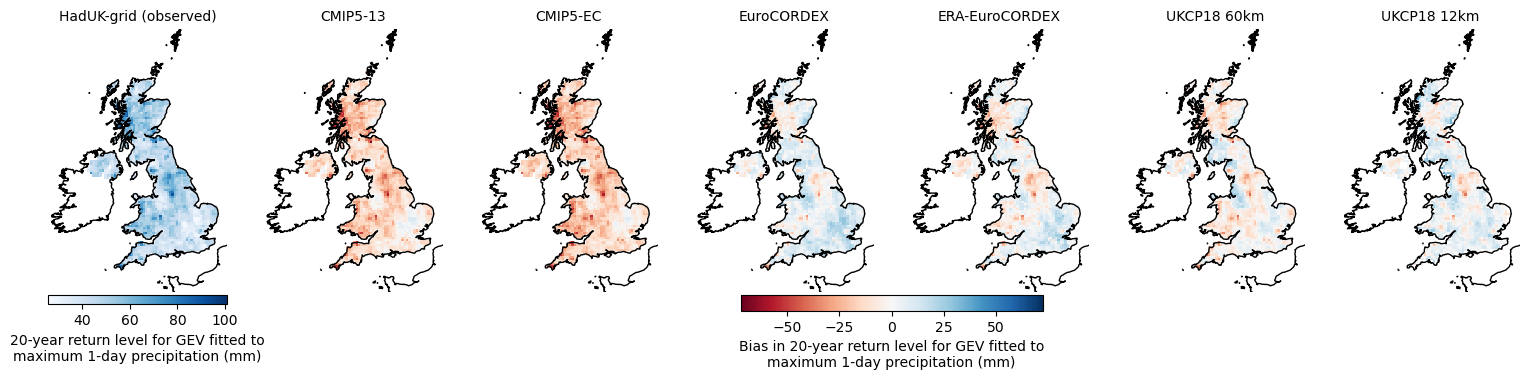 HadUK-grid (observed)
CMIP5-13
CMIP5-EC
EuroCORDEX
ERA-EuroCORDEX
UKCP18 60km
UKCP18 12km
40 60 80 100
20-year return level for GEV fitted to
maximum 1-day precipitation (mm)
−50 −25 0 25 50
Bias in 20-year return level for GEV fitted to
maximum 1-day precipitation (mm)